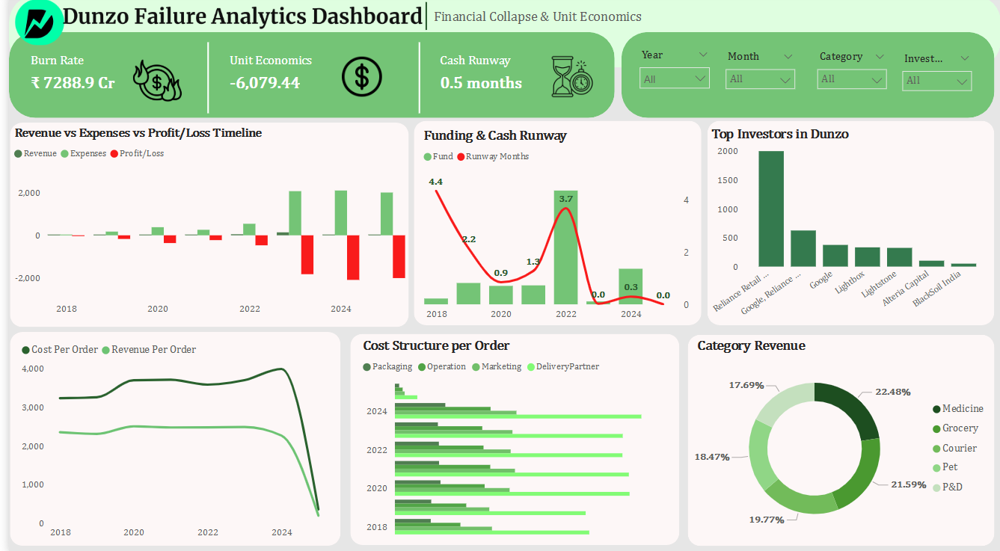 Dunzo Failure Analytics Dashboard
Financial Collapse & Unit Economics
Burn Rate
₹ 7288.9 Cr
Unit Economics
-6,079.44
Cash Runway
0.5 months
Year
All
Month
All
Category
All
Invest...
All
Revenue vs Expenses vs Profit/Loss Timeline
Revenue Expenses Profit/Loss
2,000
0
-2,000
2018 2020 2022 2024
Funding & Cash Runway
Fund Runway Months
4.4
2.2
0.9
1.3
3.7
0.0
0.3
0.0
4
2
0
2018 2020 2022 2024
Top Investors in Dunzo
2000
1500
1000
500
0
Reliance Retail ...
Google, Reliance ...
Google
Lightbox
Lightstone
Alteria Capital
BlackSoil India
Cost Per Order Revenue Per Order
4,000
3,000
2,000
1,000
0
2018 2020 2022 2024
Cost Structure per Order
Packaging Operation Marketing DeliveryPartner
2024
2022
2020
2018
Category Revenue
17.69%
22.48%
18.47%
21.59%
19.77%
Medicine
Grocery
Courier
Pet
P&D